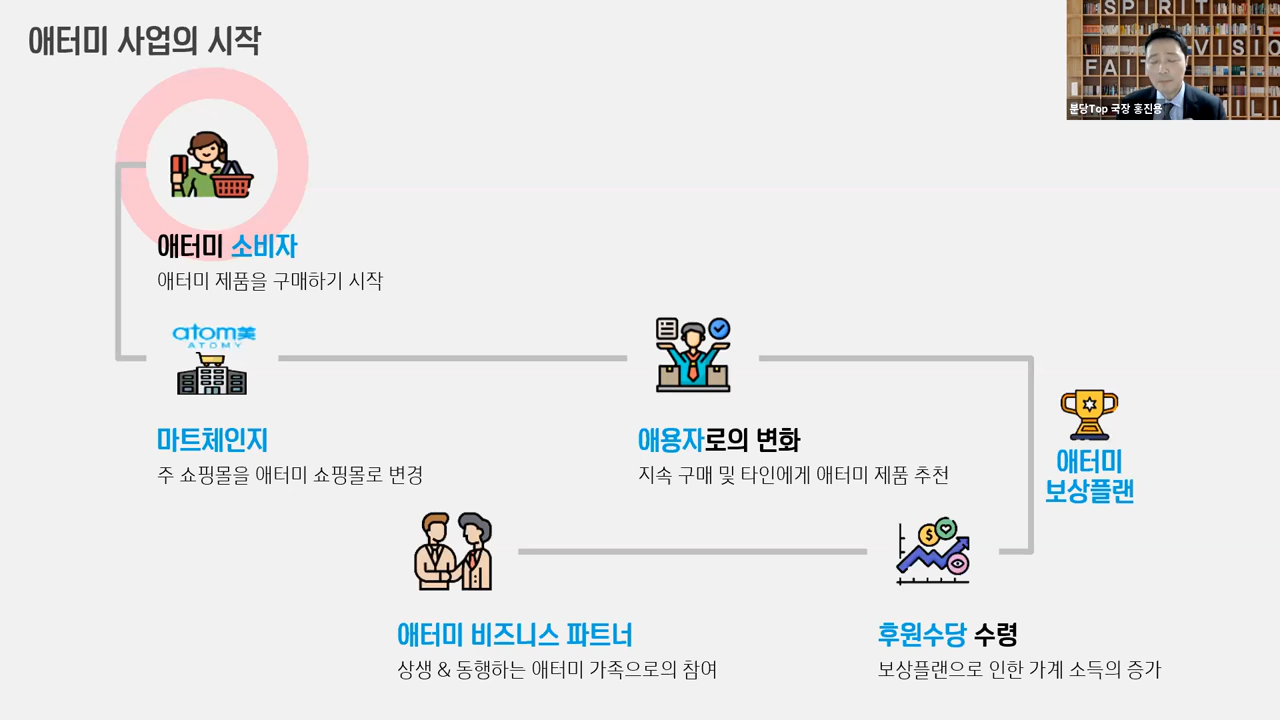 애터미 사업의 시작
SPIRIT
VISIO
FAIT
분당Top 국장 홍진용
애터미 소비자
애터미 제품을 구매하기 시작
atom美
ATOMY
마트체인지
주 쇼핑몰을 애터미 쇼핑몰로 변경
애용자로의 변화
지속 구매 및 타인에게 애터미 제품 추천
애터미
보상플랜
애터미 비즈니스 파트너
상생 & 동행하는 애터미 가족으로의 참여
후원수당 수령
보상플랜으로 인한 가계 소득의 증가